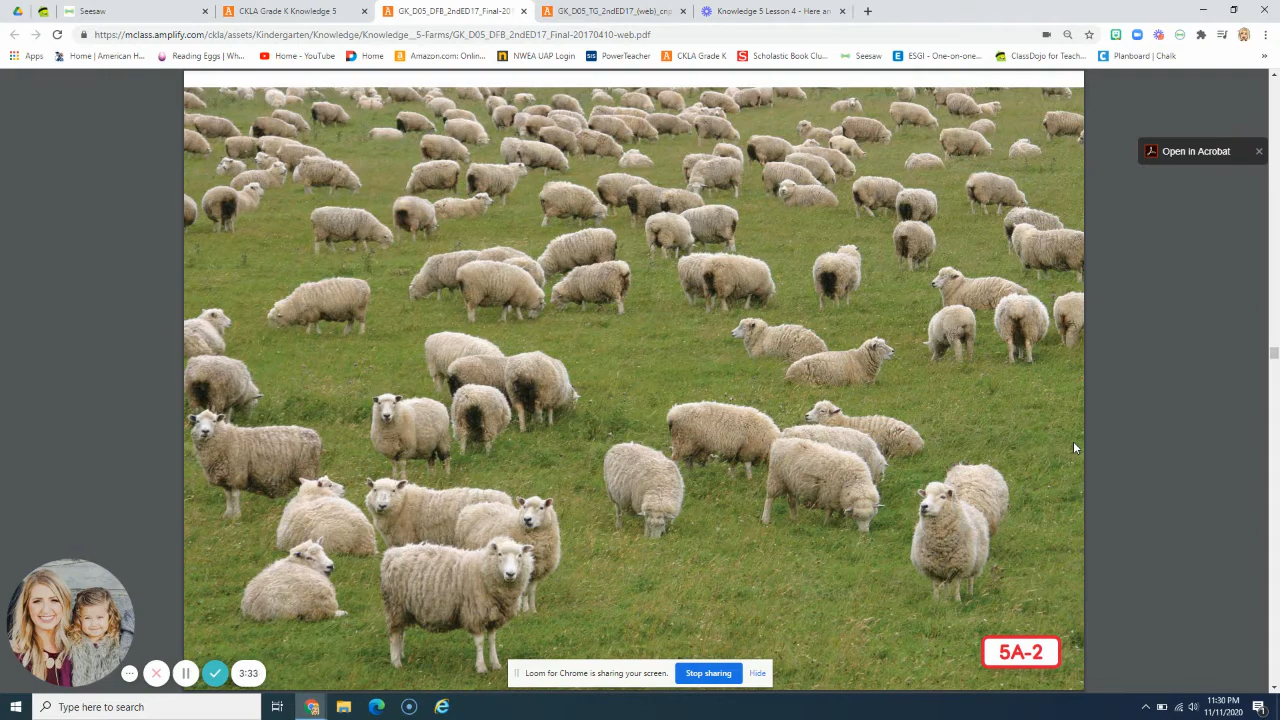 Seesaw
CKLA Grade K Knowledge 5
GK_D05_DFB_2ndED17_Final-201
GK_D05_TG_2ndED17_(web)_cnp
Knowledge 5 Lesson 4 - Here an
https://mclass.amplify.com/ckla/assets/Kindergarten/Knowledge/Knowledge_5-Farms/GK_D05_DFB_2ndED17_Final-20170410-web.pdf
Apps
Home | American H...
Reading Eggs | Wh...
Home - YouTube
Home
Amazon.com: Onlin...
NWEA UAP Login
SIS
PowerTeacher
CKLA Grade K
Scholastic Book Clu...
Seesaw
ESGI - One-on-one...
ClassDojo for Teach...
Planboard | Chalk
»
Open in Acrobat
5A-2
3:33
Loom for Chrome is sharing your screen.
Stop sharing
Hide
Type here to search
11:30 PM
11/11/2020